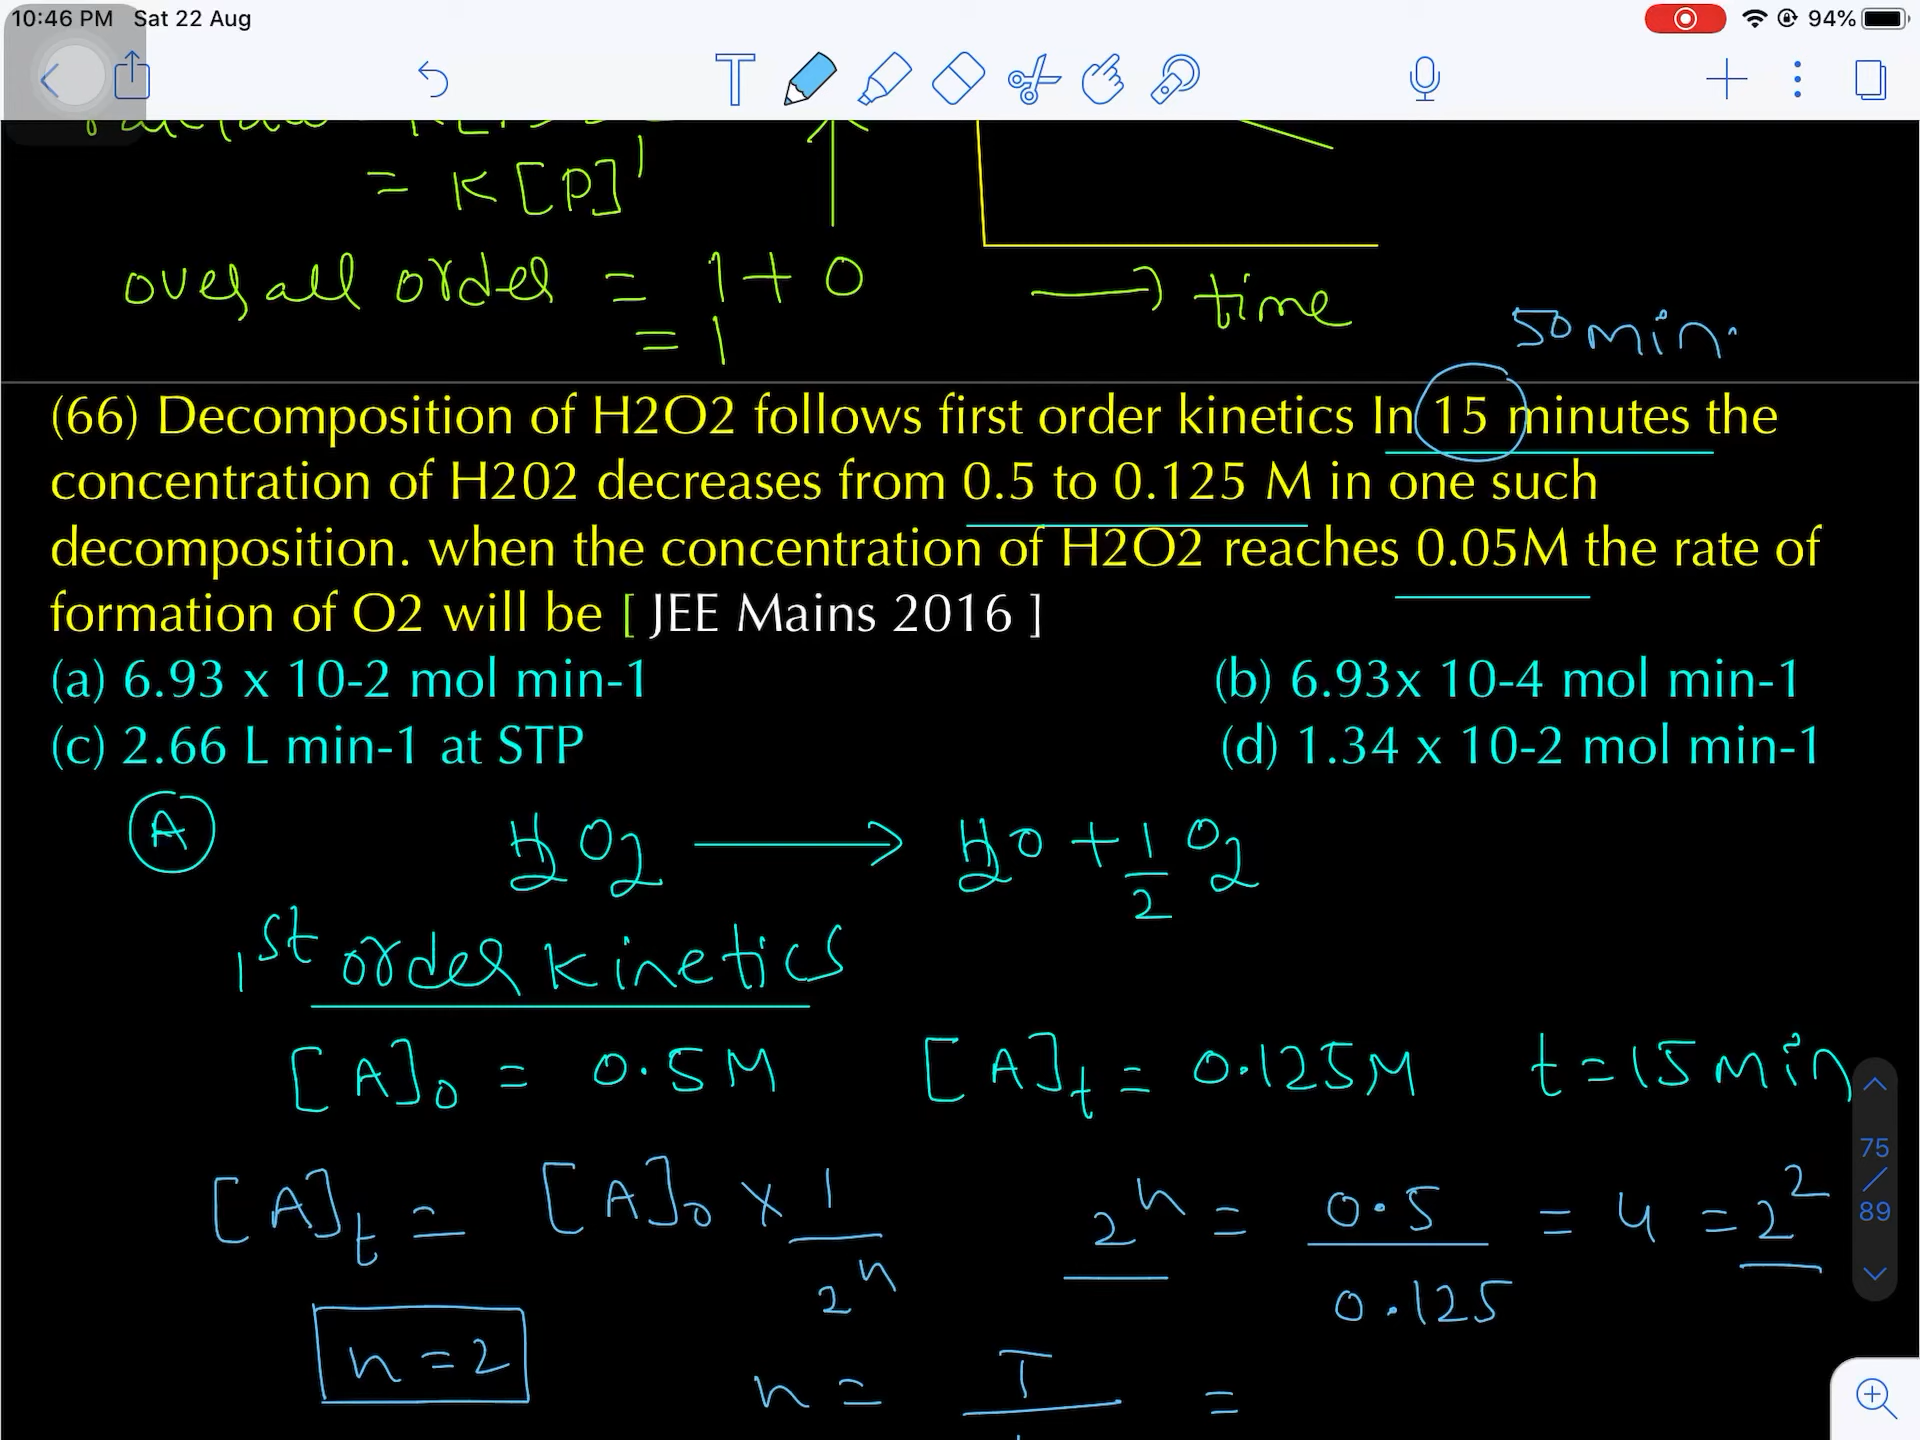 10:46 PM Sat 22 Aug
94%
= K[P]¹
overall order = 1 + 0
= 1
→ time
50 min.
(66) Decomposition of H2O2 follows first order kinetics In 15 minutes the
concentration of H202 decreases from 0.5 to 0.125 M in one such
decomposition. when the concentration of H2O2 reaches 0.05M the rate of
formation of O2 will be [ JEE Mains 2016 ]
(a) 6.93 x 10-2 mol min-1 (b) 6.93x 10-4 mol min-1
(c) 2.66 L min-1 at STP (d) 1.34 x 10-2 mol min-1
A H2O2 → H2O + 1/2 O2
1st order kinetics
[A]₀ = 0.5M [A]t = 0.125M t=15min
[A]t = [A]₀ x 1/2ⁿ 2ⁿ = 0.5/0.125 = 4 = 2²
n=2 n = T/ =
75
89